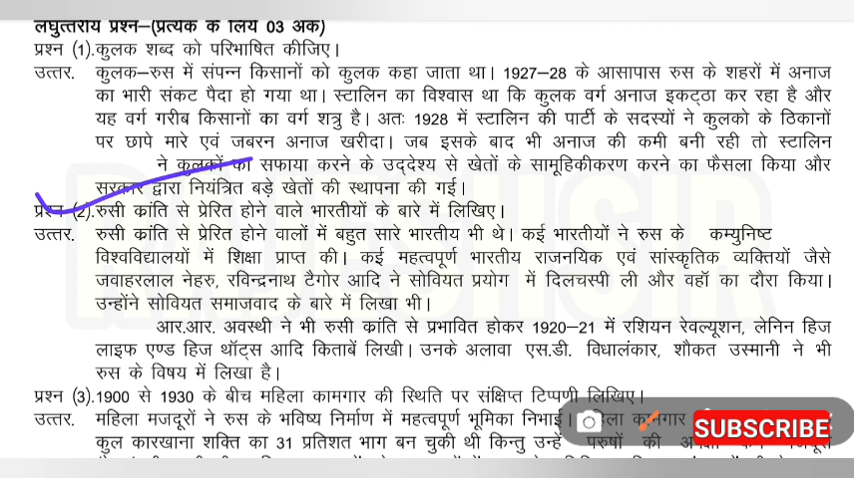 लघुत्तरीय प्रश्न–(प्रत्यक के लिये 03 अंक)
प्रश्न (1).कुलक शब्द को परिभाषित कीजिए।
उत्तर. कुलक–रुस में संपन्न किसानों को कुलक कहा जाता था। 1927–28 के आसापास रुस के शहरों में अनाज
का भारी संकट पैदा हो गया था। स्टालिन का विश्वास था कि कुलक वर्ग अनाज इकट्ठा कर रहा है और
यह वर्ग गरीब किसानों का वर्ग शत्रु है। अतः 1928 में स्टालिन की पार्टी के सदस्यों ने कुलको के ठिकानों
पर छापे मारे एवं जबरन अनाज खरीदा। जब इसके बाद भी अनाज की कमी बनी रही तो स्टालिन
ने कुलकों का सफाया करने के उद्देश्य से खेतों के सामूहिकीकरण करने का फैसला किया और
सरकार द्वारा नियंत्रित बड़े खेतों की स्थापना की गई।
प्रश्न (2).रुसी क्रांति से प्रेरित होने वाले भारतीयों के बारे में लिखिए।
उत्तर. रुसी क्रांति से प्रेरित होने वालों में बहुत सारे भारतीय भी थे। कई भारतीयों ने रुस के कम्युनिष्ट
विश्वविद्यालयों में शिक्षा प्राप्त की। कई महत्वपूर्ण भारतीय राजनयिक एवं सांस्कृतिक व्यक्तियों जैसे
जवाहरलाल नेहरु, रविन्द्रनाथ टैगोर आदि ने सोवियत प्रयोग में दिलचस्पी ली और वहॉ का दौरा किया।
उन्होंने सोवियत समाजवाद के बारे में लिखा भी।
आर.आर. अवस्थी ने भी रुसी क्रांति से प्रभावित होकर 1920–21 में रशियन रेवल्यूशन, लेनिन हिज
लाइफ एण्ड हिज थॉट्स आदि किताबें लिखी। उनके अलावा एस.डी. विधालंकार, शौकत उस्मानी ने भी
रुस के विषय में लिखा है।
प्रश्न (3).1900 से 1930 के बीच महिला कामगार की स्थिति पर संक्षिप्त टिप्पणी लिखिए।
उत्तर. महिला मजदूरों ने रुस के भविष्य निर्माण में महत्वपूर्ण भूमिका निभाई। कामगार
कुल कारखाना शक्ति का 31 प्रतिशत भाग बन चुकी थी किन्तु उन्हें पुरुषों की
SUBSCRIBE